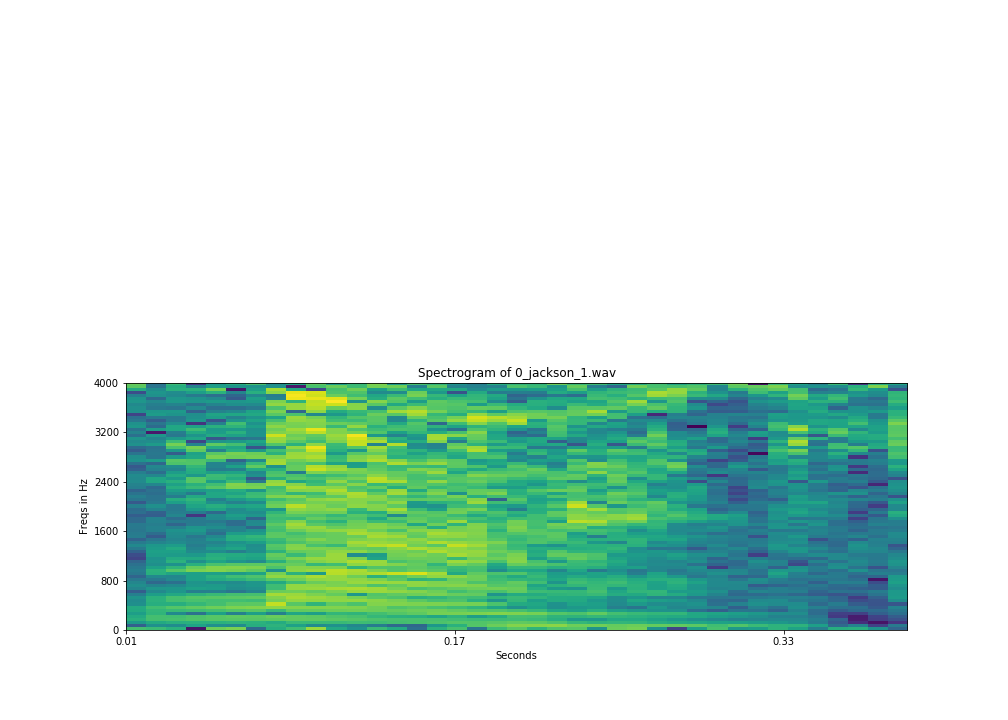 Spectrogram of 0_jackson_1.wav
4000
3200
2400
1600
800
0
Freqs in Hz
0.01 0.17 0.33
Seconds